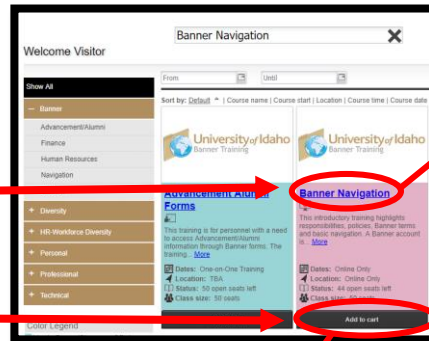 Banner Navigation
Welcome Visitor
From
Until
Show All
Sort by: Default | Course name | Course start | Location | Course time | Course date
− Banner
Advancement/Alumni
Finance
Human Resources
Navigation
+ Diversity
+ HR-Workforce Diversity
+ Personal
+ Professional
+ Technical
Color Legend
University of Idaho
Banner Training
Advancement Alumni
Forms
This training is for personnel with a need
to access Advancement/Alumni
information through Banner forms. The
training... More
Dates: One-on-One Training
Location: TBA
Status: 50 open seats left
Class size: 50 seats
University of Idaho
Banner Training
Banner Navigation
This introductory training highlights
responsibilities, policies, Banner terms
and basic navigation. A Banner account
is... More
Dates: Online Only
Location: Online Only
Status: 44 open seats left
Class size: 50 seats
Add to cart